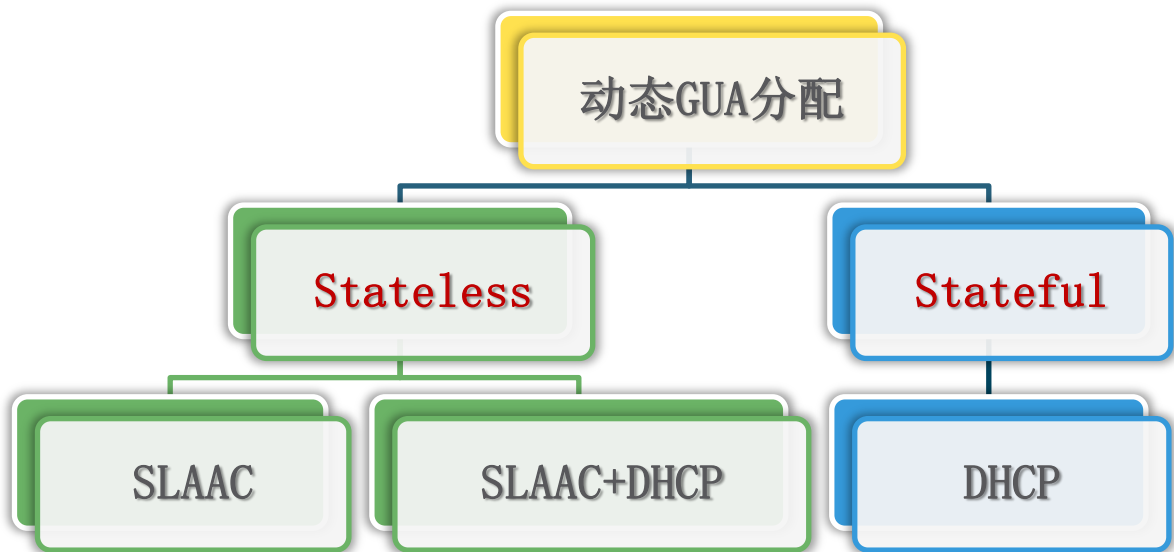 动态GUA分配
Stateless
Stateful
SLAAC
SLAAC+DHCP
DHCP